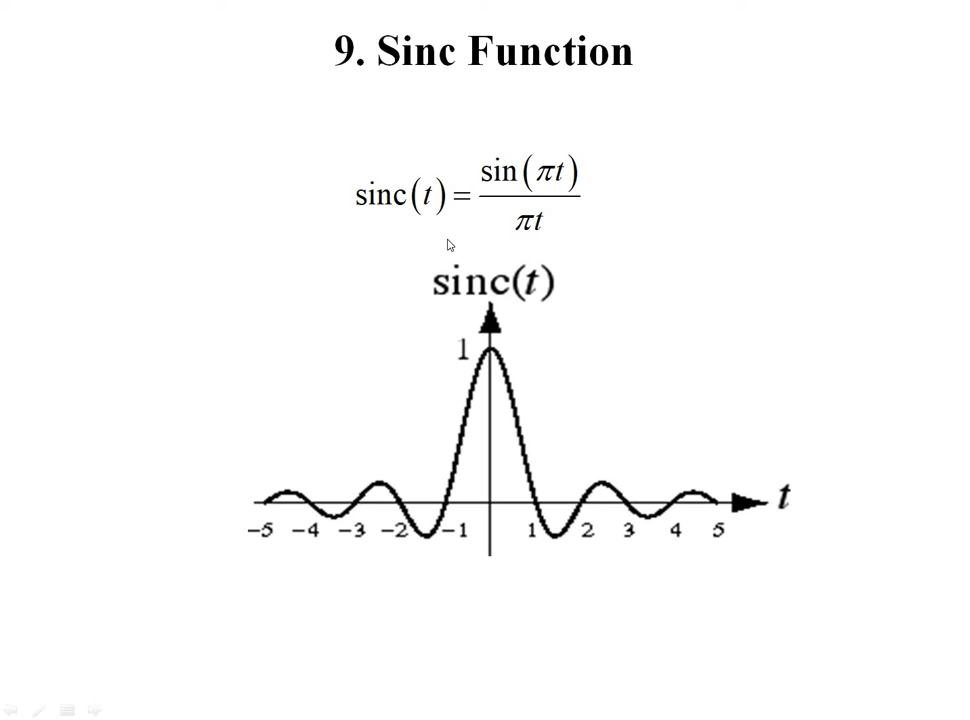 9. Sinc Function
sinc(t) = sin(πt) / πt
sinc(t)
1
t
−5 −4 −3 −2 −1 1 2 3 4 5